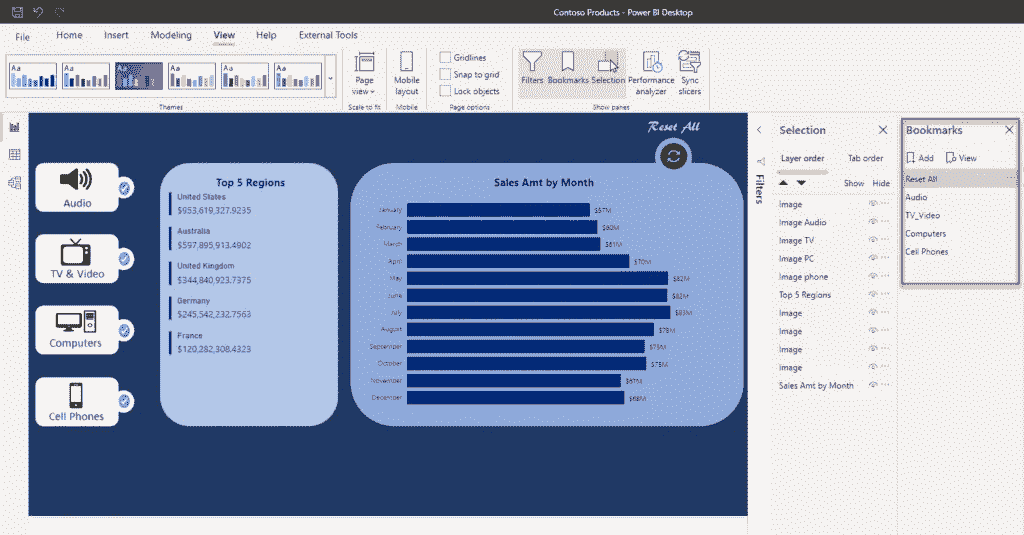 Contoso Products - Power BI Desktop
File Home Insert Modeling View Help External Tools
Aa Aa Aa Aa Aa Aa
Page view
Mobile layout
Gridlines
Snap to grid
Lock objects
Filters
Bookmarks
Selection
Performance analyzer
Sync slicers
Themes
Scale to fit
Mobile
Page options
Show panes
Reset All
Audio
TV & Video
Computers
Cell Phones
Top 5 Regions
United States
$953,619,327.9235
Australia
$597,895,913.4902
United Kingdom
$344,840,923.7375
Germany
$245,542,232.7563
France
$120,282,308.4323
Sales Amt by Month
January $57M
February $60M
March $61M
April $70M
May $82M
June $82M
July $83M
August $78M
September $75M
October $75M
November $67M
December $68M
Filters
Selection
Layer order Tab order
Show Hide
Image
Image Audio
Image TV
Image PC
Image phone
Top 5 Regions
Image
Image
Image
Image
Sales Amt by Month
Bookmarks
Add View
Reset All
Audio
TV_Video
Computers
Cell Phones